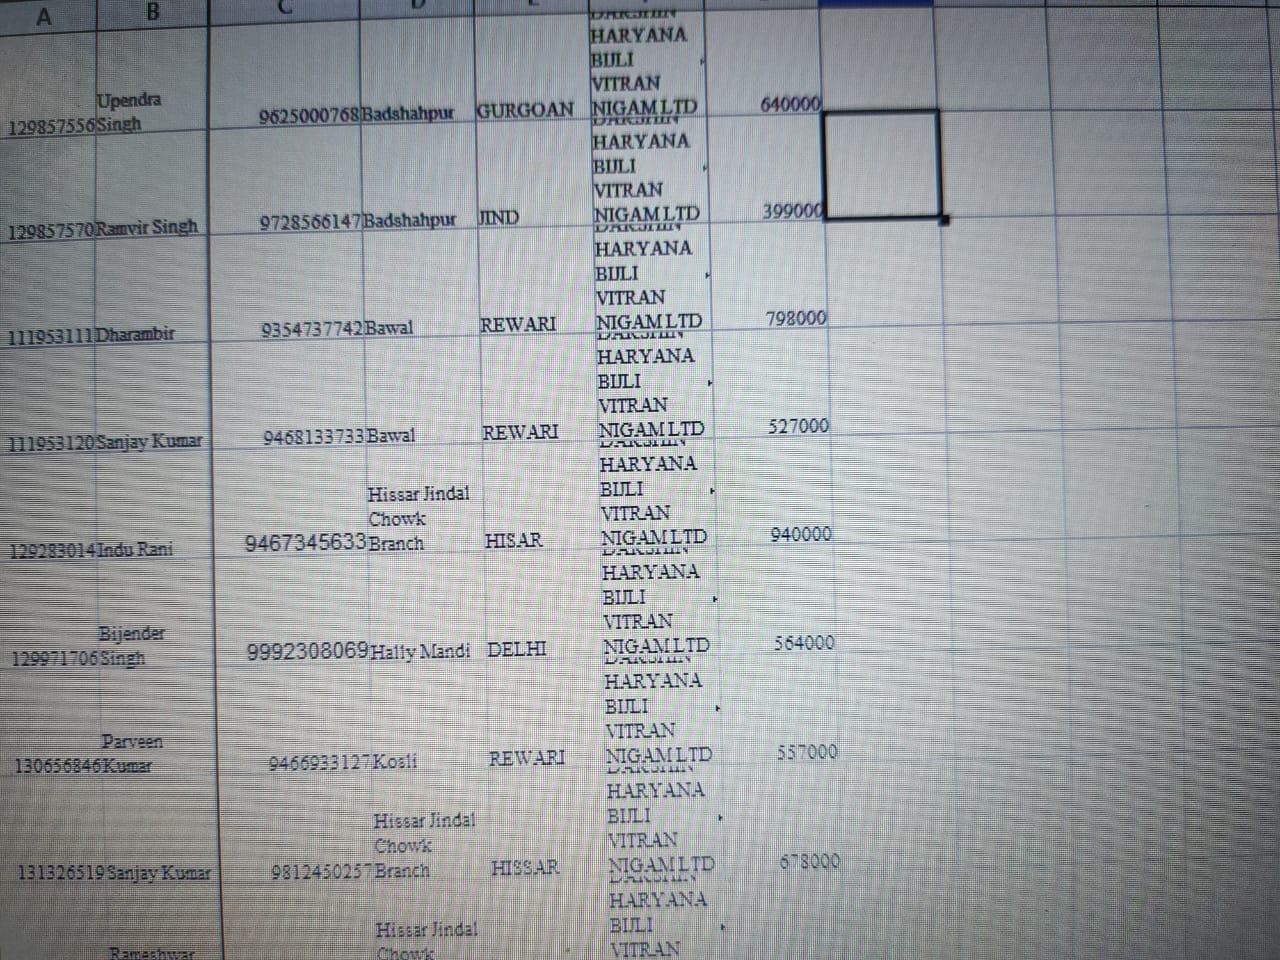 A B C D E
129857556 Upendra Singh 9625000768 Badshahpur GURGOAN DAKSHIN HARYANA BIJLI VITRAN NIGAM LTD 640000
129857570 Ramvir Singh 9728566147 Badshahpur JIND DAKSHIN HARYANA BIJLI VITRAN NIGAM LTD 399000
111953111 Dharambir 9354737742 Bawal REWARI DAKSHIN HARYANA BIJLI VITRAN NIGAM LTD 798000
111953120 Sanjay Kumar 9468133733 Bawal REWARI DAKSHIN HARYANA BIJLI VITRAN NIGAM LTD 527000
129283014 Indu Rani 9467345633 Hissar Jindal Chowk Branch HISAR DAKSHIN HARYANA BIJLI VITRAN NIGAM LTD 940000
129971706 Bijender Singh 9992308069 Hally Mandi DELHI DAKSHIN HARYANA BIJLI VITRAN NIGAM LTD 564000
130656846 Parveen Kumar 9466933127 Kosli REWARI DAKSHIN HARYANA BIJLI VITRAN NIGAM LTD 557000
131326519 Sanjay Kumar 9812450257 Hissar Jindal Chowk Branch HISSAR DAKSHIN HARYANA BIJLI VITRAN NIGAM LTD 678000
Rameshwar Hissar Jindal Chowk DAKSHIN HARYANA BIJLI VITRAN